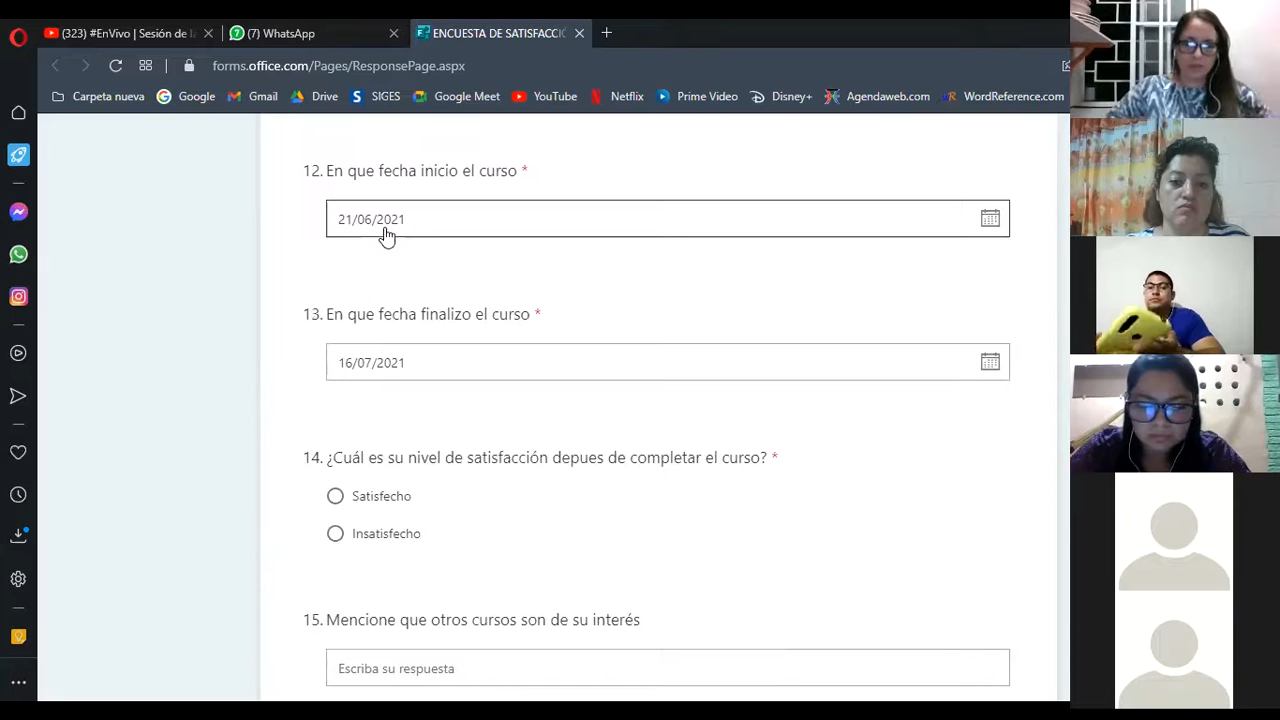 (323) #EnVivo | Sesión de la
(7) WhatsApp
ENCUESTA DE SATISFACCI
forms.office.com/Pages/ResponsePage.aspx
Carpeta nueva
Google
Gmail
Drive
SIGES
Google Meet
YouTube
Netflix
Prime Video
Disney+
Agendaweb.com
WordReference.com
12. En que fecha inicio el curso *
21/06/2021
13. En que fecha finalizo el curso *
16/07/2021
14. ¿Cuál es su nivel de satisfacción depues de completar el curso? *
Satisfecho
Insatisfecho
15. Mencione que otros cursos son de su interés
Escriba su respuesta